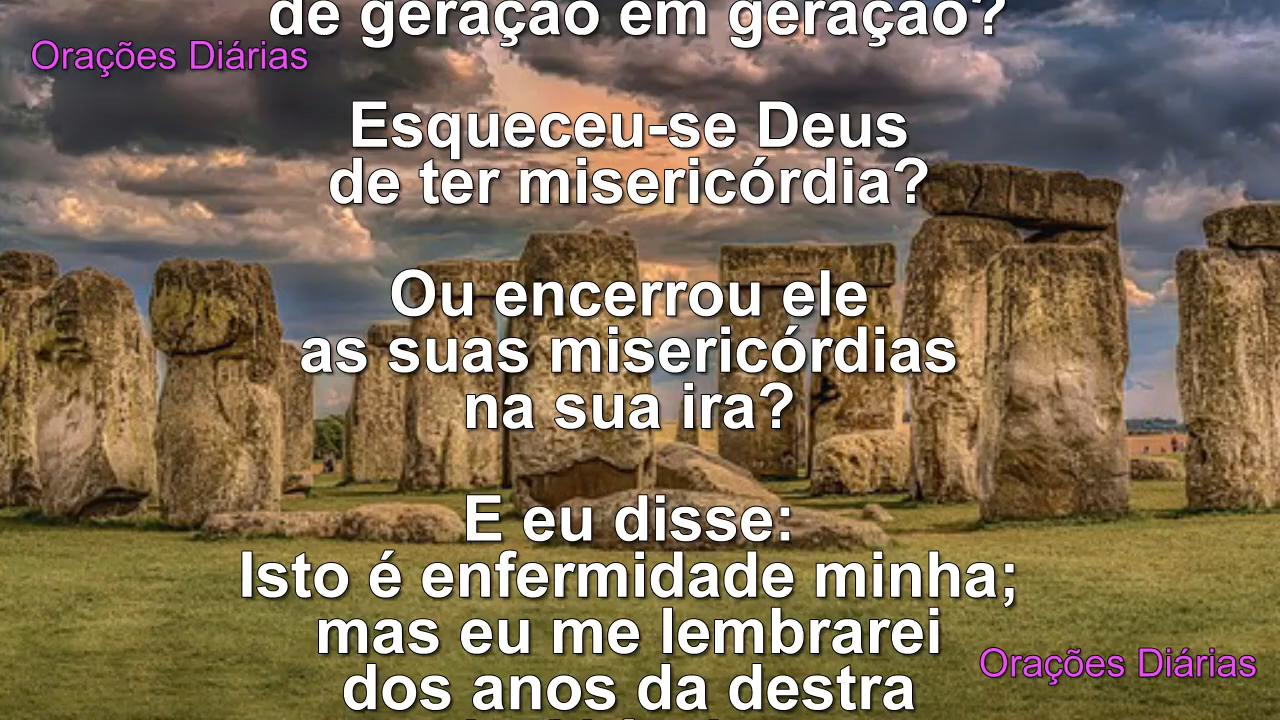 de geração em geração?
Orações Diárias
Esqueceu-se Deus
de ter misericórdia?
Ou encerrou ele
as suas misericórdias
na sua ira?
E eu disse:
Isto é enfermidade minha;
mas eu me lembrarei
Orações Diárias
dos anos da destra